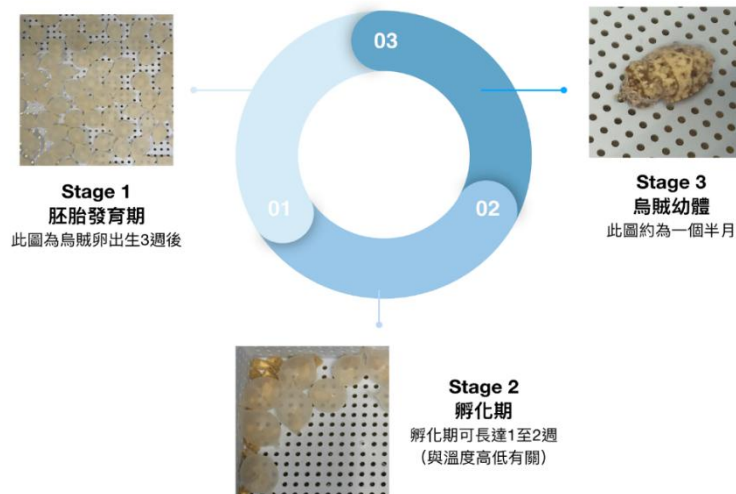 03
01
02
Stage 1
胚胎發育期
此圖為烏賊卵出生3週後
Stage 3
烏賊幼體
此圖約為一個半月
Stage 2
孵化期
孵化期可長達1至2週
（與溫度高低有關）